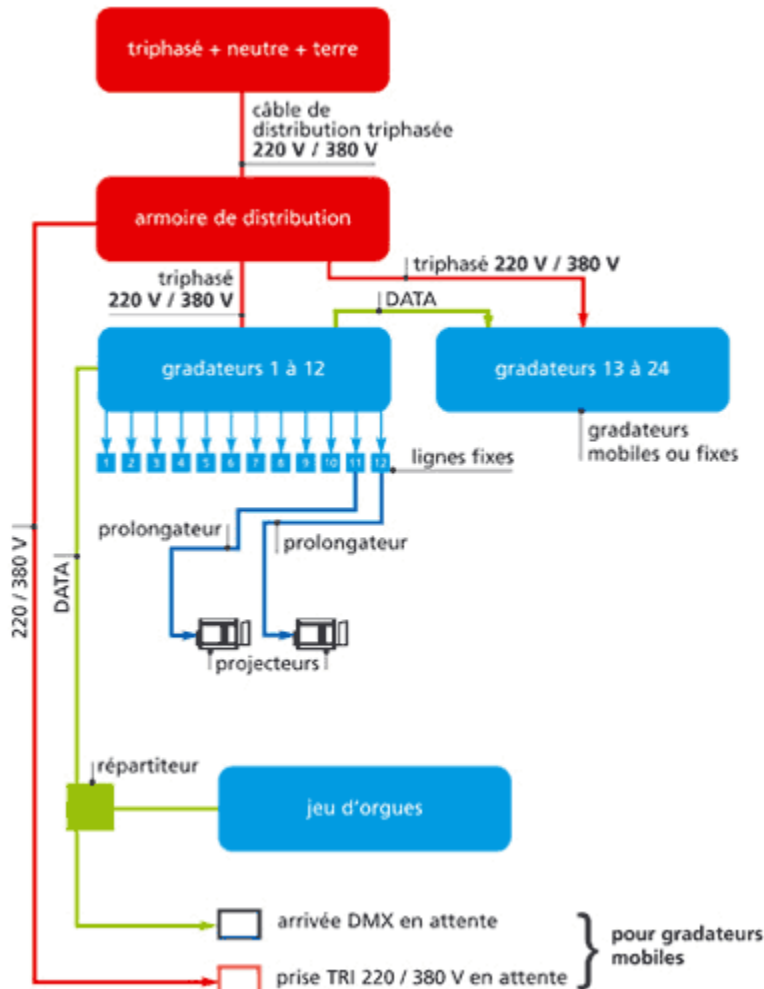 triphasé + neutre + terre
câble de
distribution triphasée
220 V / 380 V
armoire de distribution
triphasé
220 V / 380 V
triphasé 220 V / 380 V
DATA
gradateurs 1 à 12
gradateurs 13 à 24
1 2 3 4 5 6 7 8 9 10 11 12
lignes fixes
gradateurs
mobiles ou fixes
prolongateur
prolongateur
220 / 380 V
DATA
projecteurs
répartiteur
jeu d'orgues
arrivée DMX en attente
prise TRI 220 / 380 V en attente
pour gradateurs
mobiles